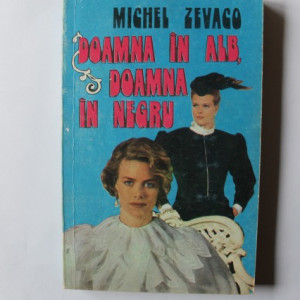 MICHEL ZEVACO
DOAMNA ÎN ALB,
DOAMNA
ÎN NEGRU